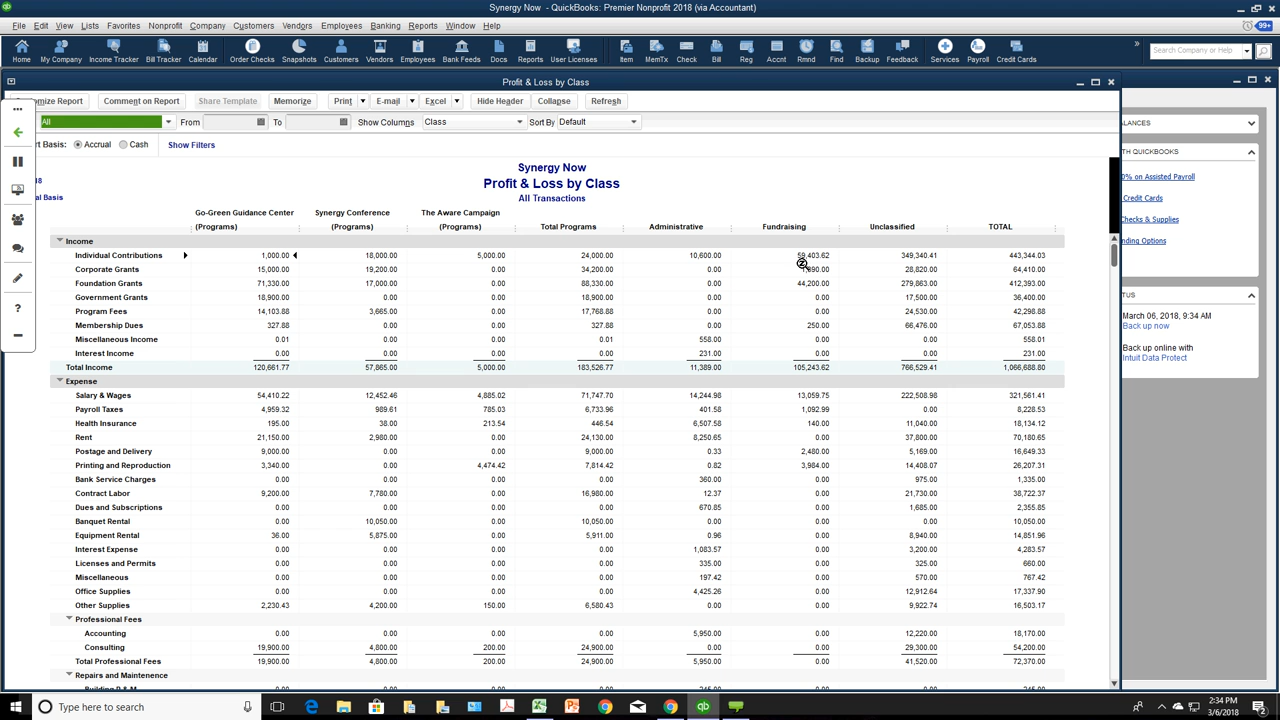 Synergy Now - QuickBooks: Premier Nonprofit 2018 (via Accountant)
File Edit View Lists Favorites Nonprofit Company Customers Vendors Employees Banking Reports Window Help 99+
Home My Company Income Tracker Bill Tracker Calendar Order Checks Snapshots Customers Vendors Employees Bank Feeds Docs Reports User Licenses Item MemTx Check Bill Reg Accnt Rmnd Find Backup Feedback Services Payroll Credit Cards Search Company or Help
Profit & Loss by Class
ize Report Comment on Report Share Template Memorize Print E-mail Excel Hide Header Collapse Refresh
All From To Show Columns Class Sort By Default
rt Basis: Accrual Cash Show Filters
Synergy Now
Profit & Loss by Class
18
al Basis All Transactions
Go-Green Guidance Center Synergy Conference The Aware Campaign
(Programs) (Programs) (Programs) Total Programs Administrative Fundraising Unclassified TOTAL
Income
Individual Contributions 1,000.00 18,000.00 5,000.00 24,000.00 10,600.00 59,403.62 349,340.41 443,344.03
Corporate Grants 15,000.00 19,200.00 0.00 34,200.00 0.00 90.00 28,820.00 64,410.00
Foundation Grants 71,330.00 17,000.00 0.00 88,330.00 0.00 44,200.00 279,863.00 412,393.00
Government Grants 18,900.00 0.00 0.00 18,900.00 0.00 0.00 17,500.00 36,400.00
Program Fees 14,103.88 3,665.00 0.00 17,768.88 0.00 0.00 24,530.00 42,298.88
Membership Dues 327.88 0.00 0.00 327.88 0.00 250.00 66,476.00 67,053.88
Miscellaneous Income 0.01 0.00 0.00 0.01 558.00 0.00 0.00 558.01
Interest Income 0.00 0.00 0.00 0.00 231.00 0.00 0.00 231.00
Total Income 120,661.77 57,865.00 5,000.00 183,526.77 11,389.00 105,243.62 766,529.41 1,066,688.80
Expense
Salary & Wages 54,410.22 12,452.46 4,885.02 71,747.70 14,244.98 13,059.75 222,508.98 321,561.41
Payroll Taxes 4,959.32 989.61 785.03 6,733.96 401.58 1,092.99 0.00 8,228.53
Health Insurance 195.00 38.00 213.54 446.54 6,507.58 140.00 11,040.00 18,134.12
Rent 21,150.00 2,980.00 0.00 24,130.00 8,250.65 0.00 37,800.00 70,180.65
Postage and Delivery 9,000.00 0.00 0.00 9,000.00 0.33 2,480.00 5,169.00 16,649.33
Printing and Reproduction 3,340.00 0.00 4,474.42 7,814.42 0.82 3,984.00 14,408.07 26,207.31
Bank Service Charges 0.00 0.00 0.00 0.00 360.00 0.00 975.00 1,335.00
Contract Labor 9,200.00 7,780.00 0.00 16,980.00 12.37 0.00 21,730.00 38,722.37
Dues and Subscriptions 0.00 0.00 0.00 0.00 670.85 0.00 1,685.00 2,355.85
Banquet Rental 0.00 10,050.00 0.00 10,050.00 0.00 0.00 0.00 10,050.00
Equipment Rental 36.00 5,875.00 0.00 5,911.00 0.96 0.00 8,940.00 14,851.96
Interest Expense 0.00 0.00 0.00 0.00 1,083.57 0.00 3,200.00 4,283.57
Licenses and Permits 0.00 0.00 0.00 0.00 335.00 0.00 325.00 660.00
Miscellaneous 0.00 0.00 0.00 0.00 197.42 0.00 570.00 767.42
Office Supplies 0.00 0.00 0.00 0.00 4,425.26 0.00 12,912.64 17,337.90
Other Supplies 2,230.43 4,200.00 150.00 6,580.43 0.00 0.00 9,922.74 16,503.17
Professional Fees
Accounting 0.00 0.00 0.00 0.00 5,950.00 0.00 12,220.00 18,170.00
Consulting 19,900.00 4,800.00 200.00 24,900.00 0.00 0.00 29,300.00 54,200.00
Total Professional Fees 19,900.00 4,800.00 200.00 24,900.00 5,950.00 0.00 41,520.00 72,370.00
Repairs and Maintenance
ALANCES
TH QUICKBOOKS
0% on Assisted Payroll
Credit Cards
Checks & Supplies
nding Options
TUS
March 06, 2018, 9:34 AM
Back up now
Back up online with
Intuit Data Protect
Type here to search
2:34 PM
3/6/2018
2